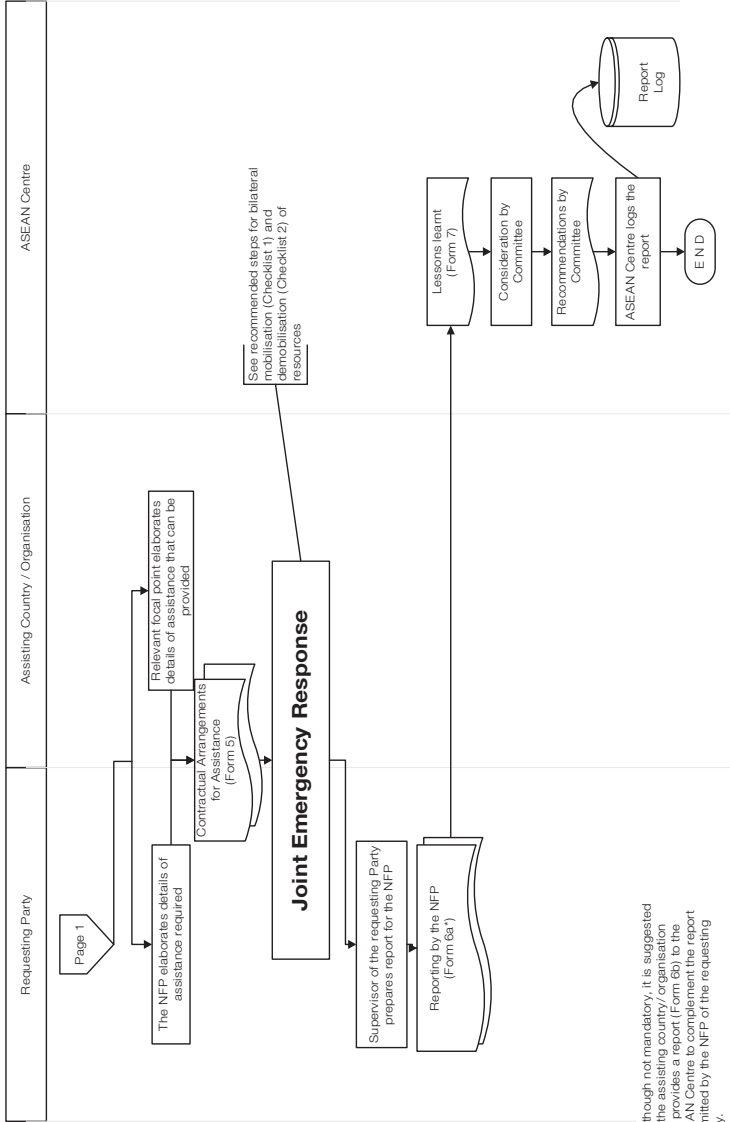 Requesting Party
Assisting Country / Organisation
ASEAN Centre
Page 1
The NFP elaborates details of
assistance required
Relevant focal point elaborates
details of assistance that can be
provided
Contractual Arrangements
for Assistance
(Form 5)
Joint Emergency Response
See recommended steps for bilateral
mobilisation (Checklist 1) and
demobilisation (Checklist 2) of
resources
Supervisor of the requesting Party
prepares report for the NFP
Reporting by the NFP
(Form 6a*)
Lessons learnt
(Form 7)
Consideration by
Committee
Recommendations by
Committee
ASEAN Centre logs the
report
Report
Log
E N D
though not mandatory, it is suggested
the assisting country/ organisation
provides a report (Form 6b) to the
AN Centre to complement the report
mitted by the NFP of the requesting
y.